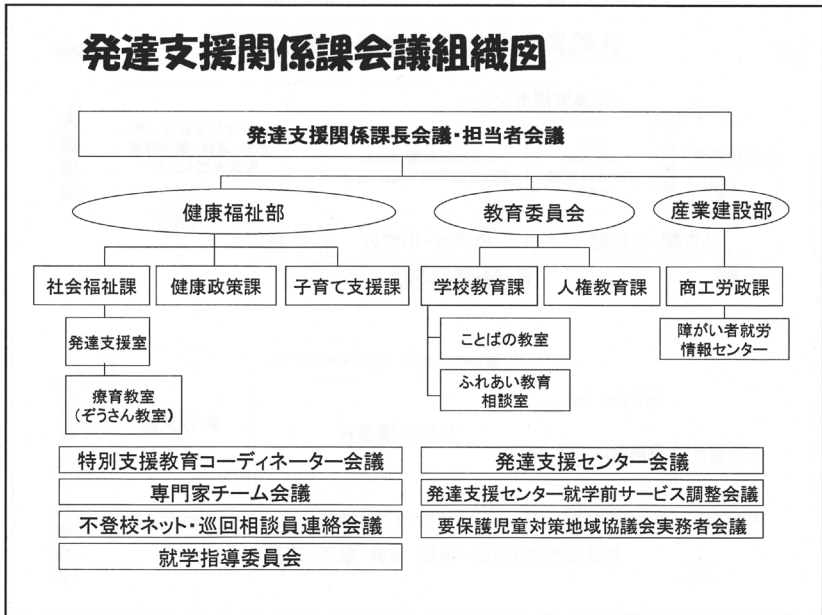 発達支援関係課会議組織図
発達支援関係課長会議・担当者会議
健康福祉部
教育委員会
産業建設部
社会福祉課
健康政策課
子育て支援課
学校教育課
人権教育課
商工労政課
発達支援室
ことばの教室
障がい者就労
情報センター
療育教室
(ぞうさん教室)
ふれあい教育
相談室
特別支援教育コーディネーター会議
発達支援センター会議
専門家チーム会議
発達支援センター就学前サービス調整会議
不登校ネット・巡回相談員連絡会議
要保護児童対策地域協議会実務者会議
就学指導委員会